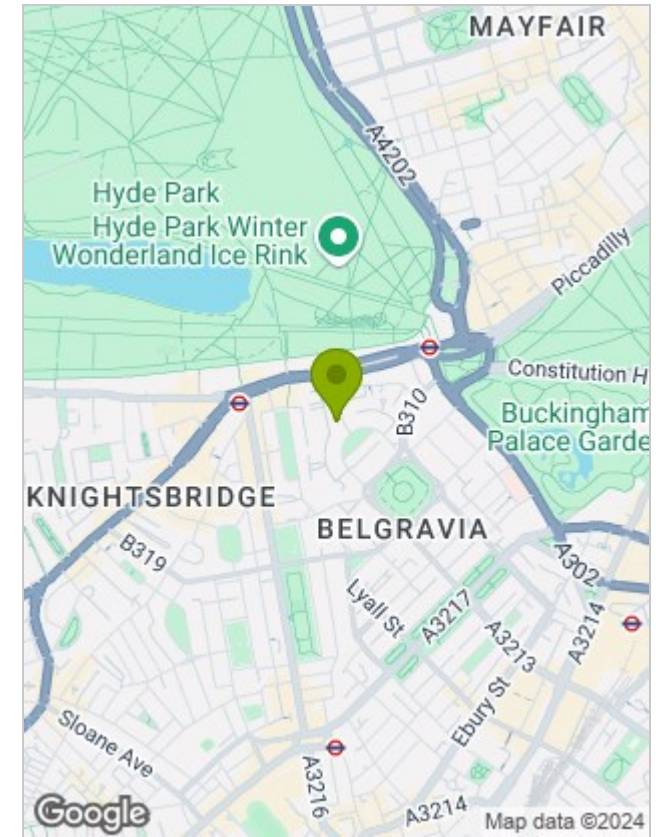 MAYFAIR
A4202
Hyde Park
Hyde Park Winter
Wonderland Ice Rink
Piccadilly
Constitution H
B310
Buckingham
Palace Garde
KNIGHTSBRIDGE
BELGRAVIA
B319
A302
Lyall St
A3217
A3213
A3214
Ebury St
Sloane Ave
A3216
A3214
Google
Map data ©2024